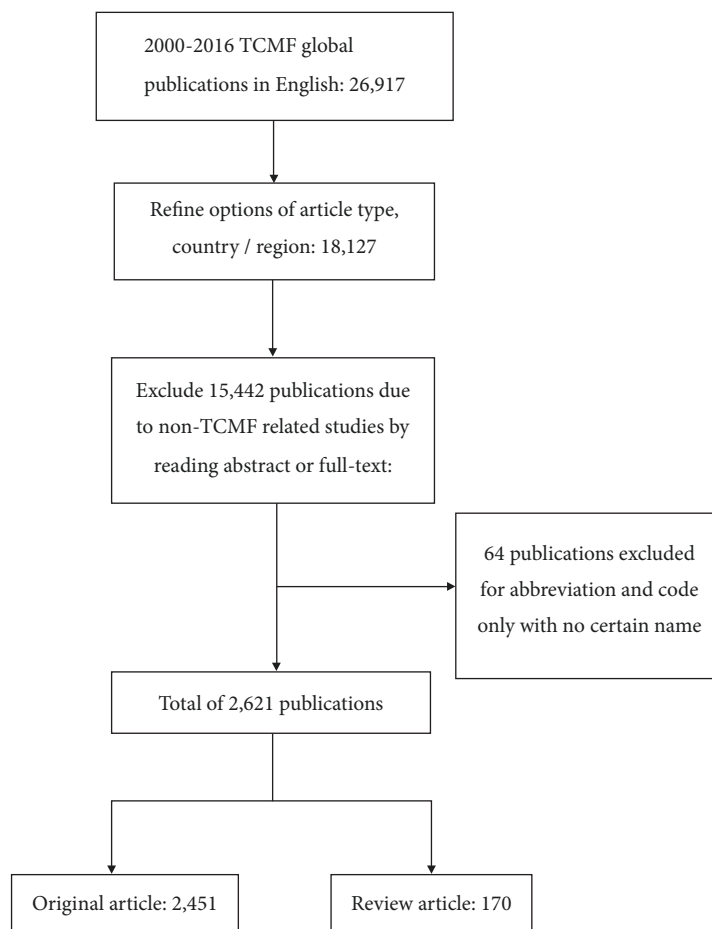 2000-2016 TCMF global
publications in English: 26,917
Refine options of article type,
country / region: 18,127
Exclude 15,442 publications due
to non-TCMF related studies by
reading abstract or full-text:
64 publications excluded
for abbreviation and code
only with no certain name
Total of 2,621 publications
Original article: 2,451
Review article: 170